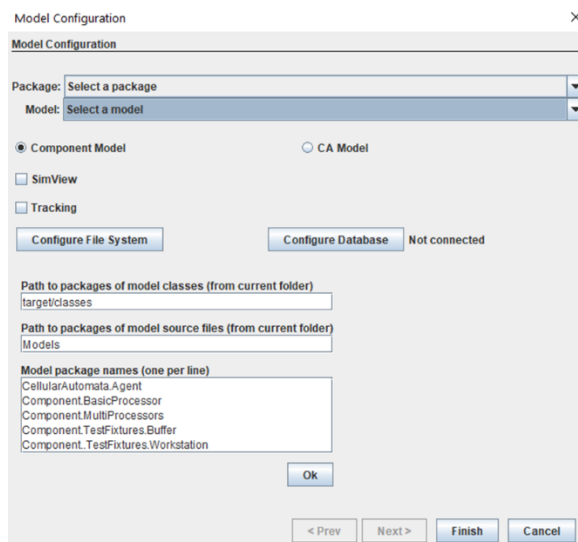 Model Configuration
Model Configuration
Package: Select a package
Model: Select a model
Component Model CA Model
SimView
Tracking
Configure File System Configure Database Not connected
Path to packages of model classes (from current folder)
target/classes
Path to packages of model source files (from current folder)
Models
Model package names (one per line)
CellularAutomata.Agent
Component.BasicProcessor
Component.MultiProcessors
Component.TestFixtures.Buffer
Component..TestFixtures.Workstation
Ok
< Prev Next > Finish Cancel